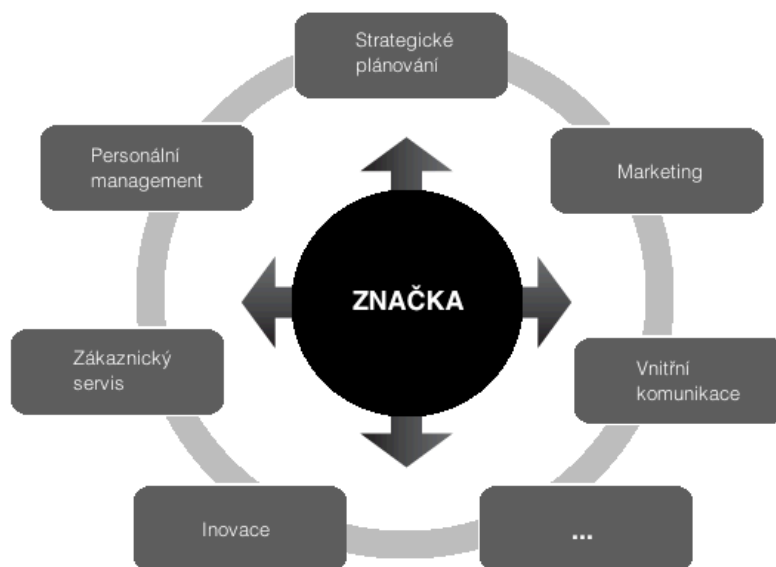 Strategické
plánování
Personální
management
Marketing
ZNAČKA
Zákaznický
servis
Vnitřní
komunikace
Inovace
...